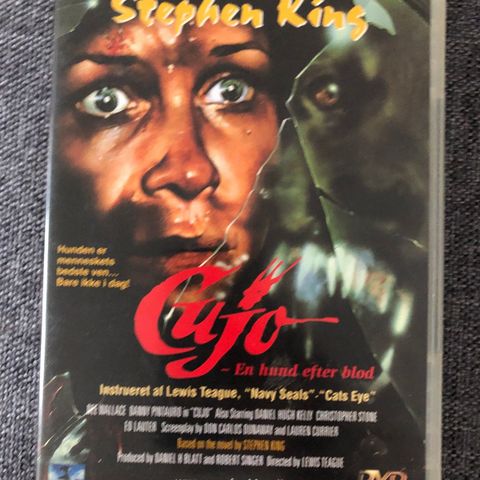 Stephen King
Hunden er
menneskets
bedste ven...
Bare ikke i dag!
Cujo
- En hund efter blod
Instrueret af Lewis Teague, "Navy Seals"-"Cats Eye"
DEE WALLACE DANNY PINTAURO in "CUJO" Also Starring DANIEL HUGH KELLY CHRISTOPHER STONE
ED LAUTER Screenplay by DON CARLOS DUNAWAY and LAUREN CURRIER
Based on the novel by STEPHEN KING
Produced by DANIEL H BLATT and ROBERT SINGER Directed by LEWIS TEAGUE
DVD